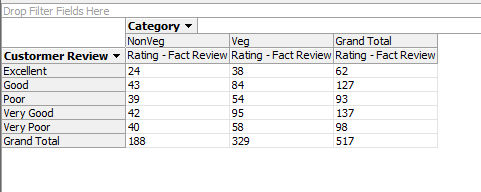 Drop Filter Fields Here
Category
NonVeg Veg Grand Total
Custormer Review Rating - Fact Review Rating - Fact Review Rating - Fact Review
Excellent 24 38 62
Good 43 84 127
Poor 39 54 93
Very Good 42 95 137
Very Poor 40 58 98
Grand Total 188 329 517